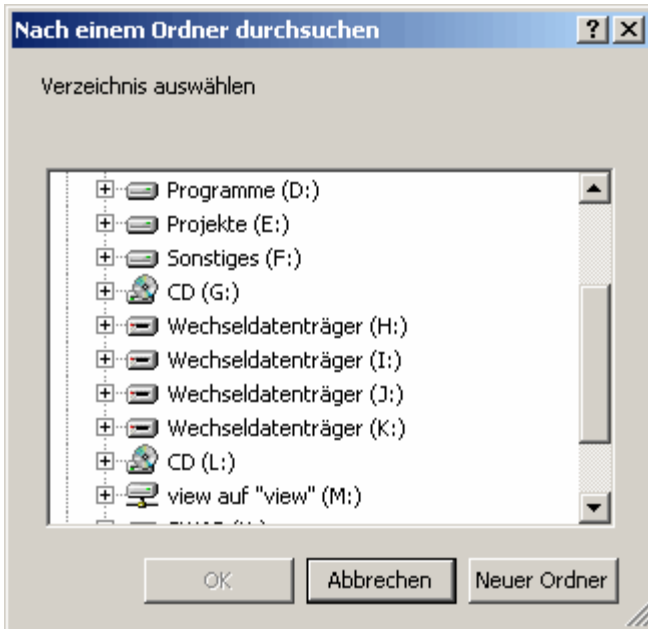 Nach einem Ordner durchsuchen
Verzeichnis auswählen
Programme (D:)
Projekte (E:)
Sonstiges (F:)
CD (G:)
Wechseldatenträger (H:)
Wechseldatenträger (I:)
Wechseldatenträger (J:)
Wechseldatenträger (K:)
CD (L:)
view auf "view" (M:)
OK Abbrechen Neuer Ordner